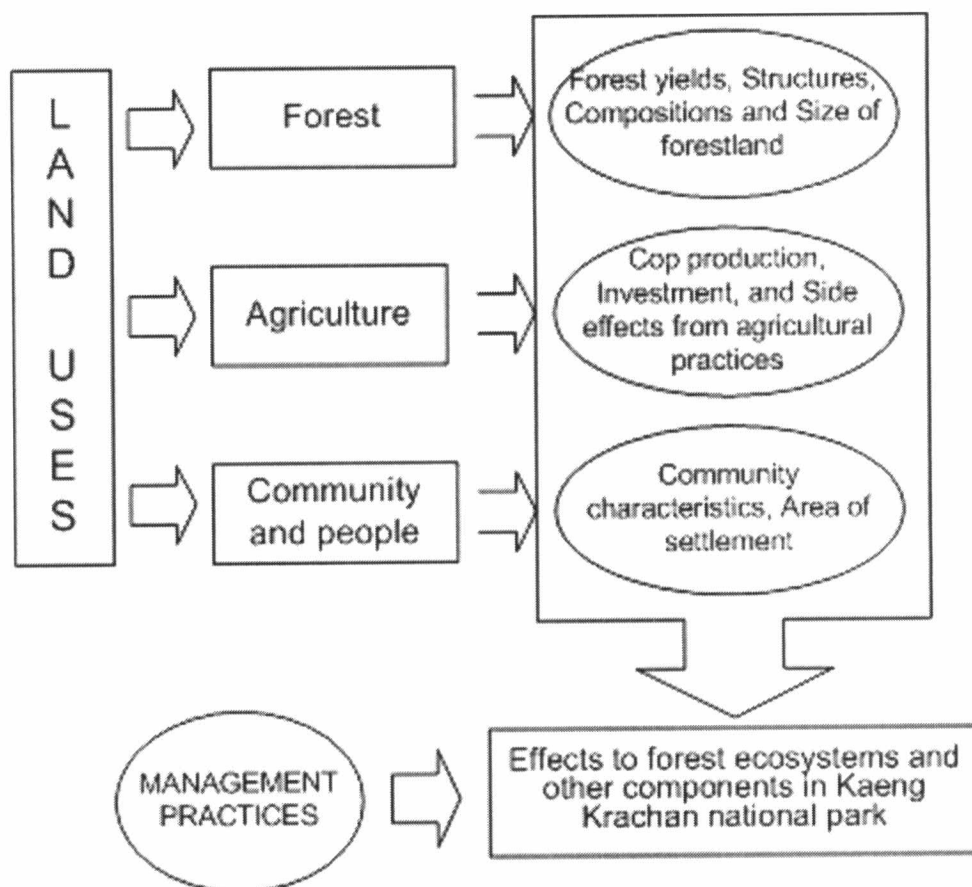 LAND USES
Forest
Forest yields, Structures,
Compositions and Size of
forestland
Agriculture
Cop production,
Investment, and Side
effects from agricultural
practices
Community
and people
Community
characteristics, Area of
settlement
MANAGEMENT
PRACTICES
Effects to forest ecosystems and
other components in Kaeng
Krachan national park